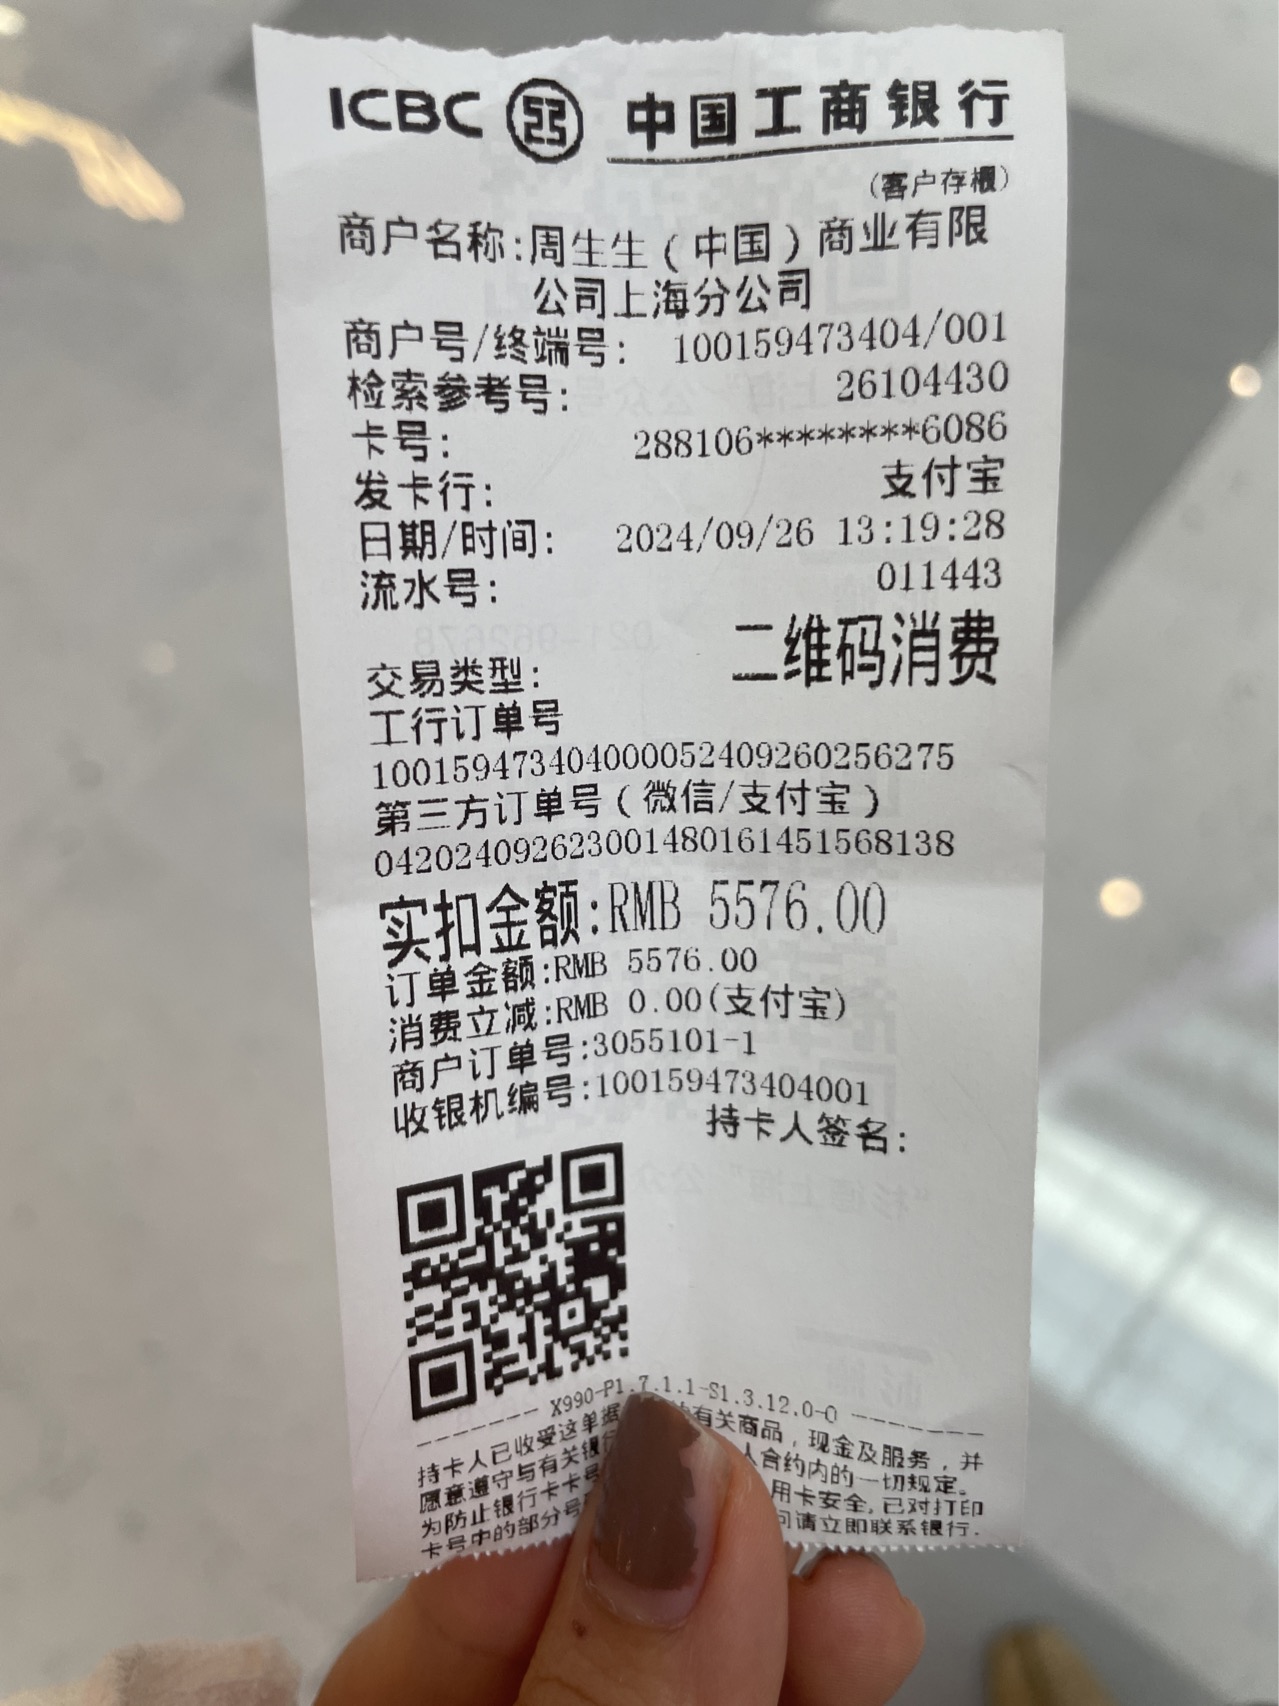 ICBC 中国工商银行
(客户存根)
商户名称:周生生(中国)商业有限
公司上海分公司
商户号/终端号: 100159473404/001
检索参考号: 26104430
卡号: 288106********6086
发卡行: 支付宝
日期/时间: 2024/09/26 13:19:28
流水号: 011443
交易类型: 二维码消费
工行订单号
100159473404000052409260256275
第三方订单号(微信/支付宝)
04202409262300148016145156813​8
实扣金额:RMB 5576.00
订单金额:RMB 5576.00
消费立减:RMB 0.00(支付宝)
商户订单号:3055101-1
收银机编号:100159473404001
持卡人签名:
X990-P1.7.1.1-S1.3.12.0-0
持卡人已收受这单据 有关商品,现金及服务,并
愿意遵守与有关银行 人合约内的一切规定。
为防止银行卡卡号 用卡安全,已对打印
卡号中的部分号 问请立即联系银行.